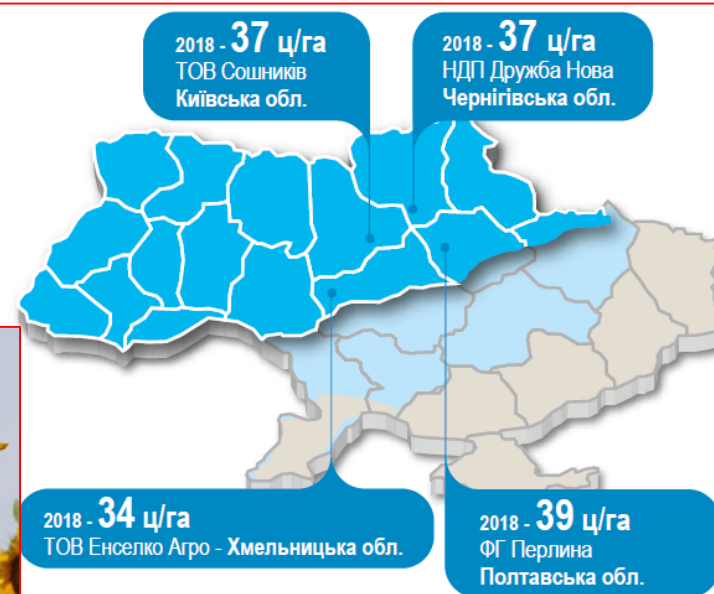 2018 - 37 ц/га
ТОВ Сошників
Київська обл.
2018 - 37 ц/га
НДП Дружба Нова
Чернігівська обл.
2018 - 34 ц/га
ТОВ Енселко Агро - Хмельницька обл.
2018 - 39 ц/га
ФГ Перлина
Полтавська обл.